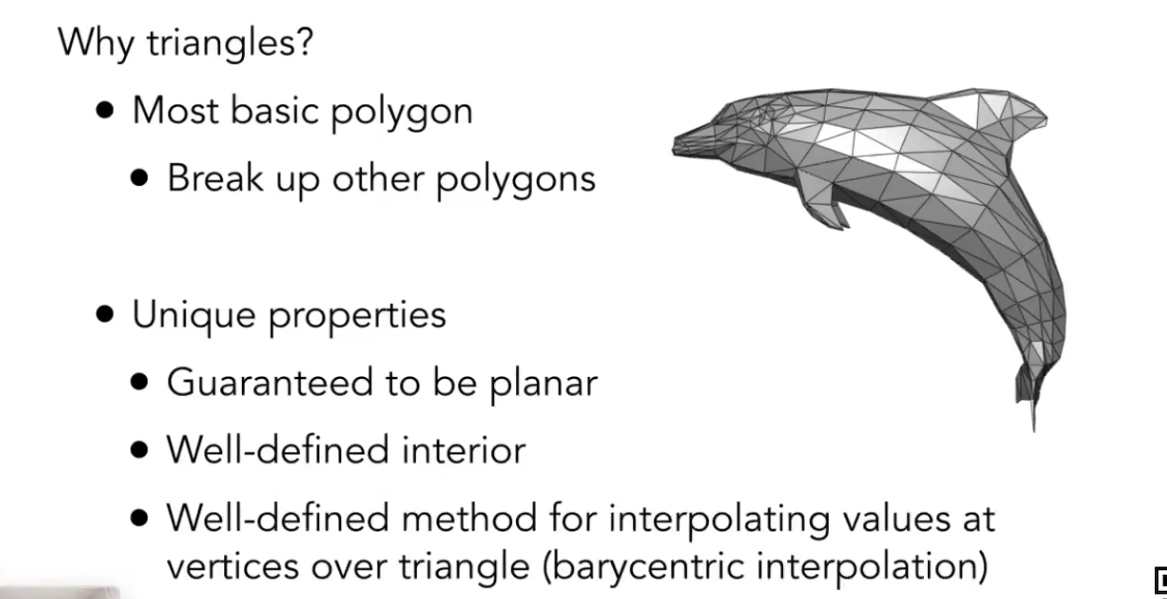 Why triangles?
● Most basic polygon
● Break up other polygons
● Unique properties
● Guaranteed to be planar
● Well-defined interior
● Well-defined method for interpolating values at
vertices over triangle (barycentric interpolation)